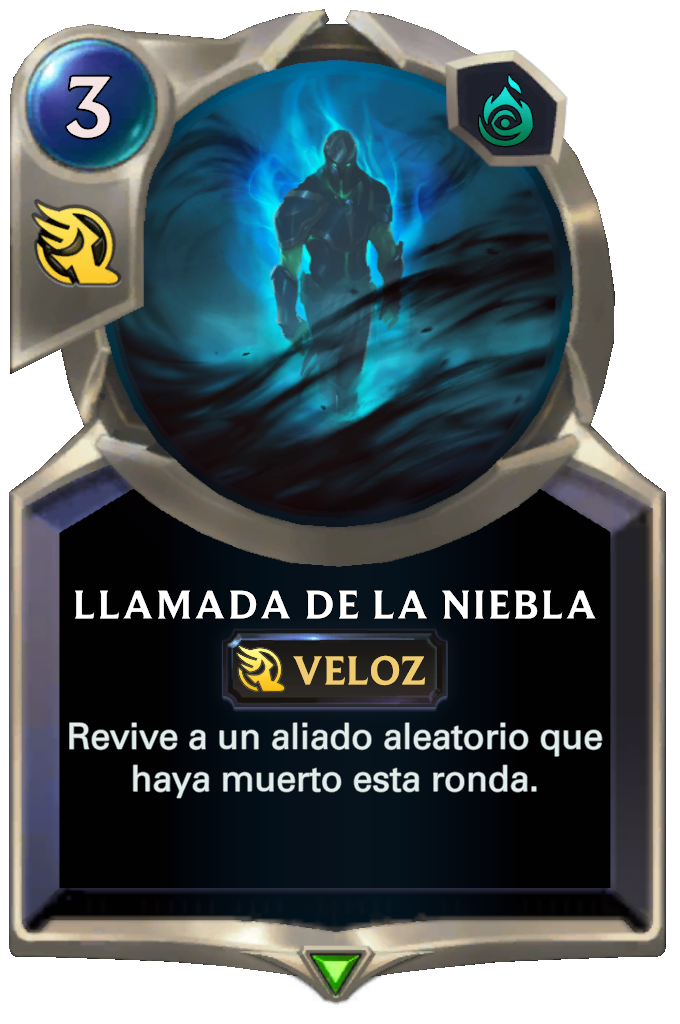 3
LLAMADA DE LA NIEBLA
VELOZ
Revive a un aliado aleatorio que
haya muerto esta ronda.